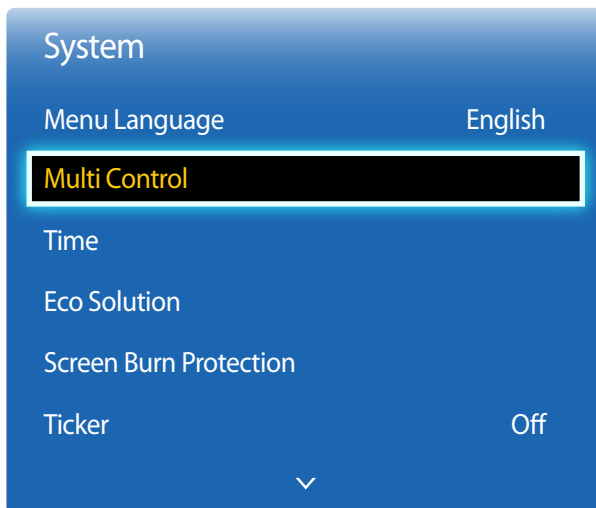 System
Menu Language English
Multi Control
Time
Eco Solution
Screen Burn Protection
Ticker Off